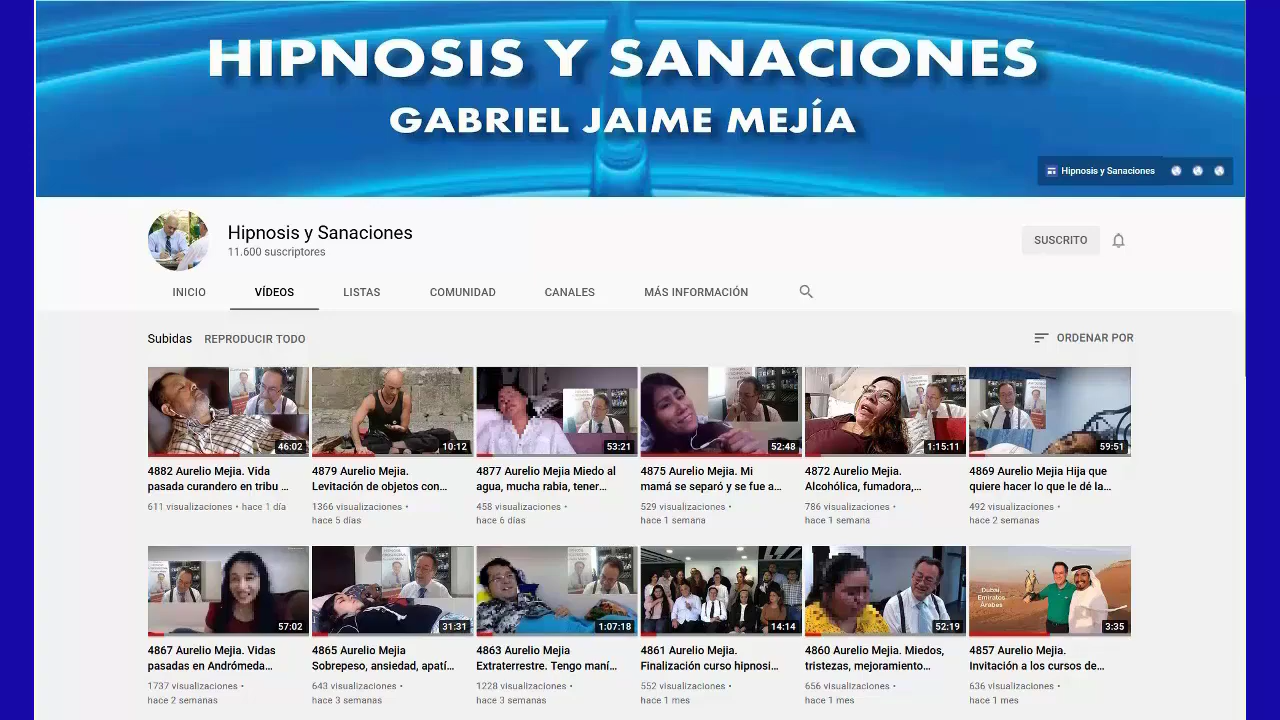 HIPNOSIS Y SANACIONES
GABRIEL JAIME MEJÍA
Hipnosis y Sanaciones
Hipnosis y Sanaciones
11.600 suscriptores
SUSCRITO
INICIO VÍDEOS LISTAS COMUNIDAD CANALES MÁS INFORMACIÓN
Subidas REPRODUCIR TODO ORDENAR POR
46:02 10:12 53:21 52:48 1:15:11 59:51
4882 Aurelio Mejia. Vida
pasada curandero en tribu ...
611 visualizaciones • hace 1 día
4879 Aurelio Mejia.
Levitación de objetos con...
1366 visualizaciones •
hace 5 días
4877 Aurelio Mejia Miedo al
agua, mucha rabia, tener...
458 visualizaciones •
hace 6 días
4875 Aurelio Mejia. Mi
mamá se separó y se fue a...
529 visualizaciones •
hace 1 semana
4872 Aurelio Mejia.
Alcohólica, fumadora,...
786 visualizaciones •
hace 1 semana
4869 Aurelio Mejia Hija que
quiere hacer lo que le dé la...
492 visualizaciones •
hace 2 semanas
Dubai,
Emiratos
Árabes
57:02 31:31 1:07:18 14:14 52:19 3:35
4867 Aurelio Mejia. Vidas
pasadas en Andrómeda...
1737 visualizaciones •
hace 2 semanas
4865 Aurelio Mejia
Sobrepeso, ansiedad, apatí...
643 visualizaciones •
hace 3 semanas
4863 Aurelio Mejia
Extraterrestre. Tengo maní...
1228 visualizaciones •
hace 3 semanas
4861 Aurelio Mejia.
Finalización curso hipnosi...
552 visualizaciones •
hace 1 mes
4860 Aurelio Mejia. Miedos,
tristezas, mejoramiento...
656 visualizaciones •
hace 1 mes
4857 Aurelio Mejia.
Invitación a los cursos de...
636 visualizaciones •
hace 1 mes